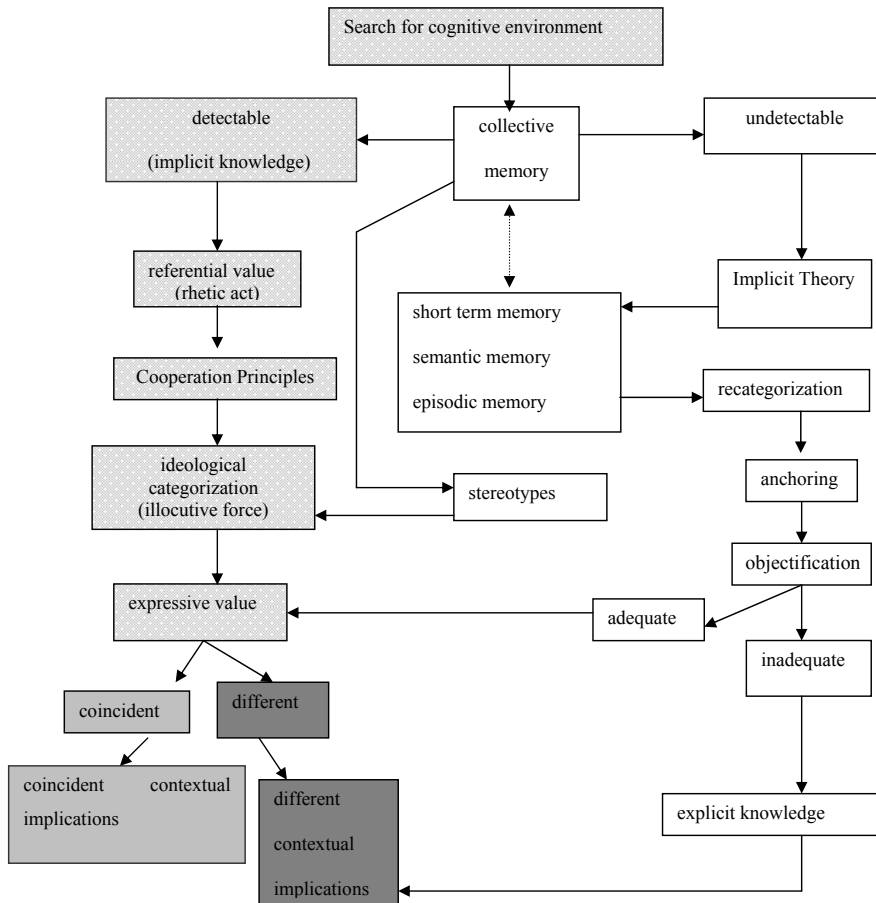 Search for cognitive environment
detectable
(implicit knowledge)
collective
memory
undetectable
referential value
(rhetic act)
Implicit Theory
short term memory
semantic memory
episodic memory
Cooperation Principles
recategorization
ideological
categorization
(illocutive force)
stereotypes
anchoring
objectification
expressive value
adequate
inadequate
coincident
different
coincident contextual
implications
different
contextual
implications
explicit knowledge